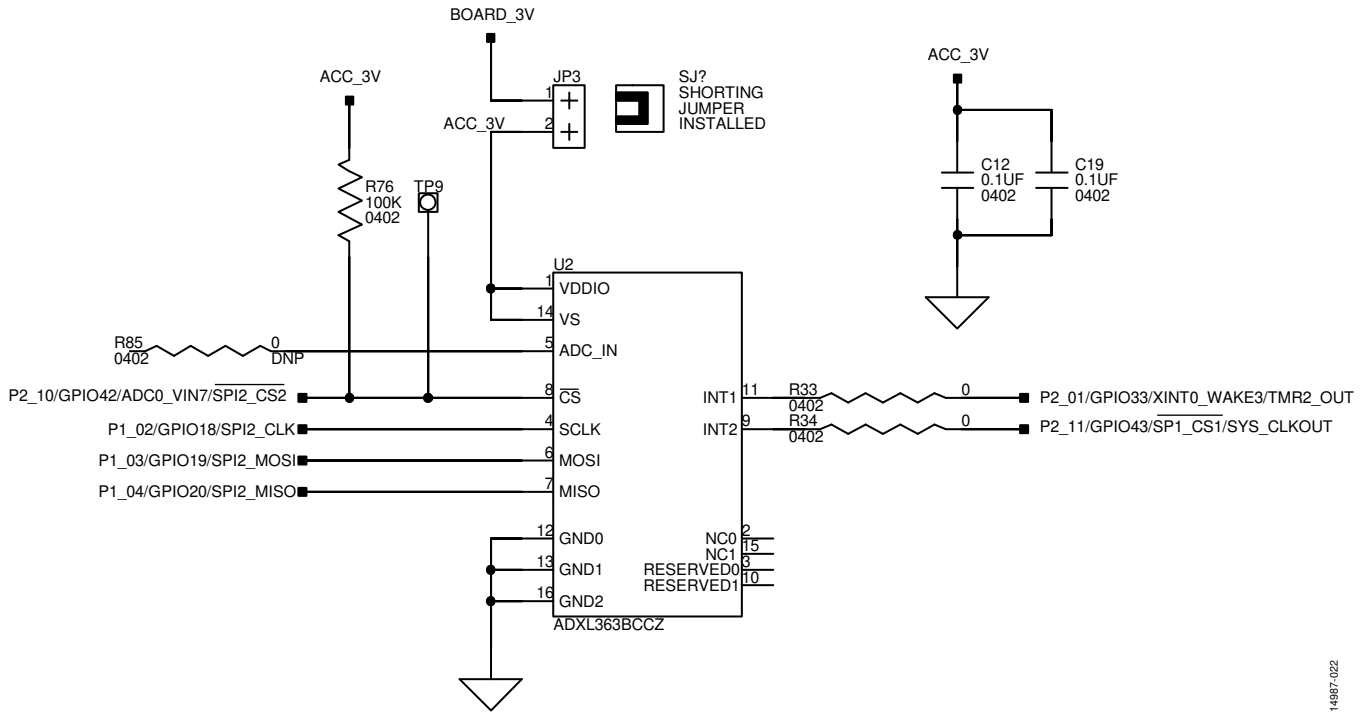 BOARD_3V
ACC_3V
JP3
1
2
SJ?
SHORTING
JUMPER
INSTALLED
ACC_3V
ACC_3V
R76
100K
0402
TP9
C12
0.1UF
0402
C19
0.1UF
0402
U2
1 VDDIO
14 VS
R85 0
0402 DNP
5 ADC_IN
P2_10/GPIO42/ADC0_VIN7/SPI2_CS2 8 CS
P1_02/GPIO18/SPI2_CLK 4 SCLK
P1_03/GPIO19/SPI2_MOSI 6 MOSI
P1_04/GPIO20/SPI2_MISO 7 MISO
12 GND0
13 GND1
16 GND2
INT1 11 R33 0 P2_01/GPIO33/XINT0_WAKE3/TMR2_OUT
0402
INT2 9 R34 0 P2_11/GPIO43/SP1_CS1/SYS_CLKOUT
0402
NC0 2
NC1 15
RESERVED0 3
RESERVED1 10
ADXL363BCCZ
14987-022